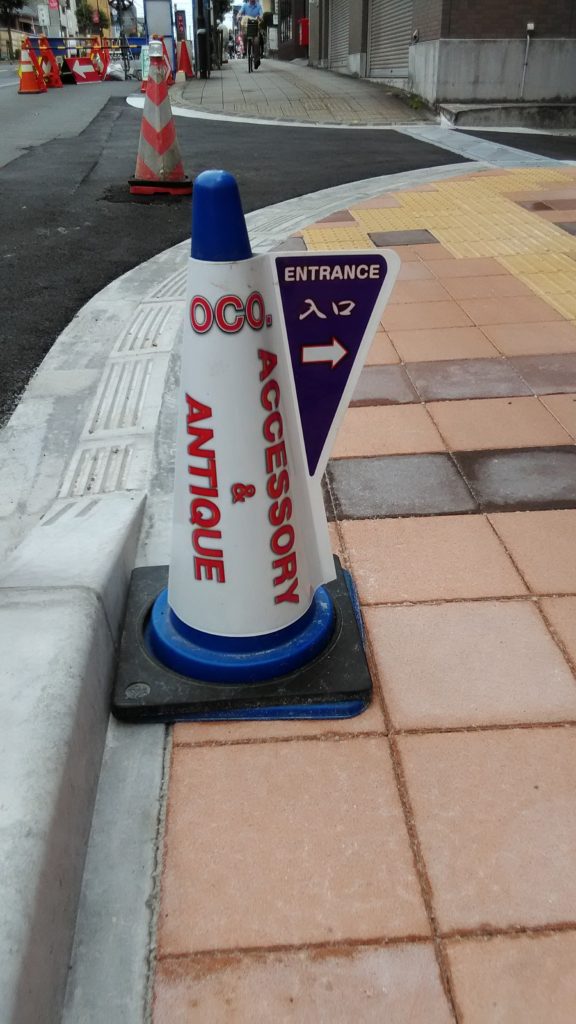 OCO.
ACCESSORY
&
ANTIQUE
ENTRANCE
入口